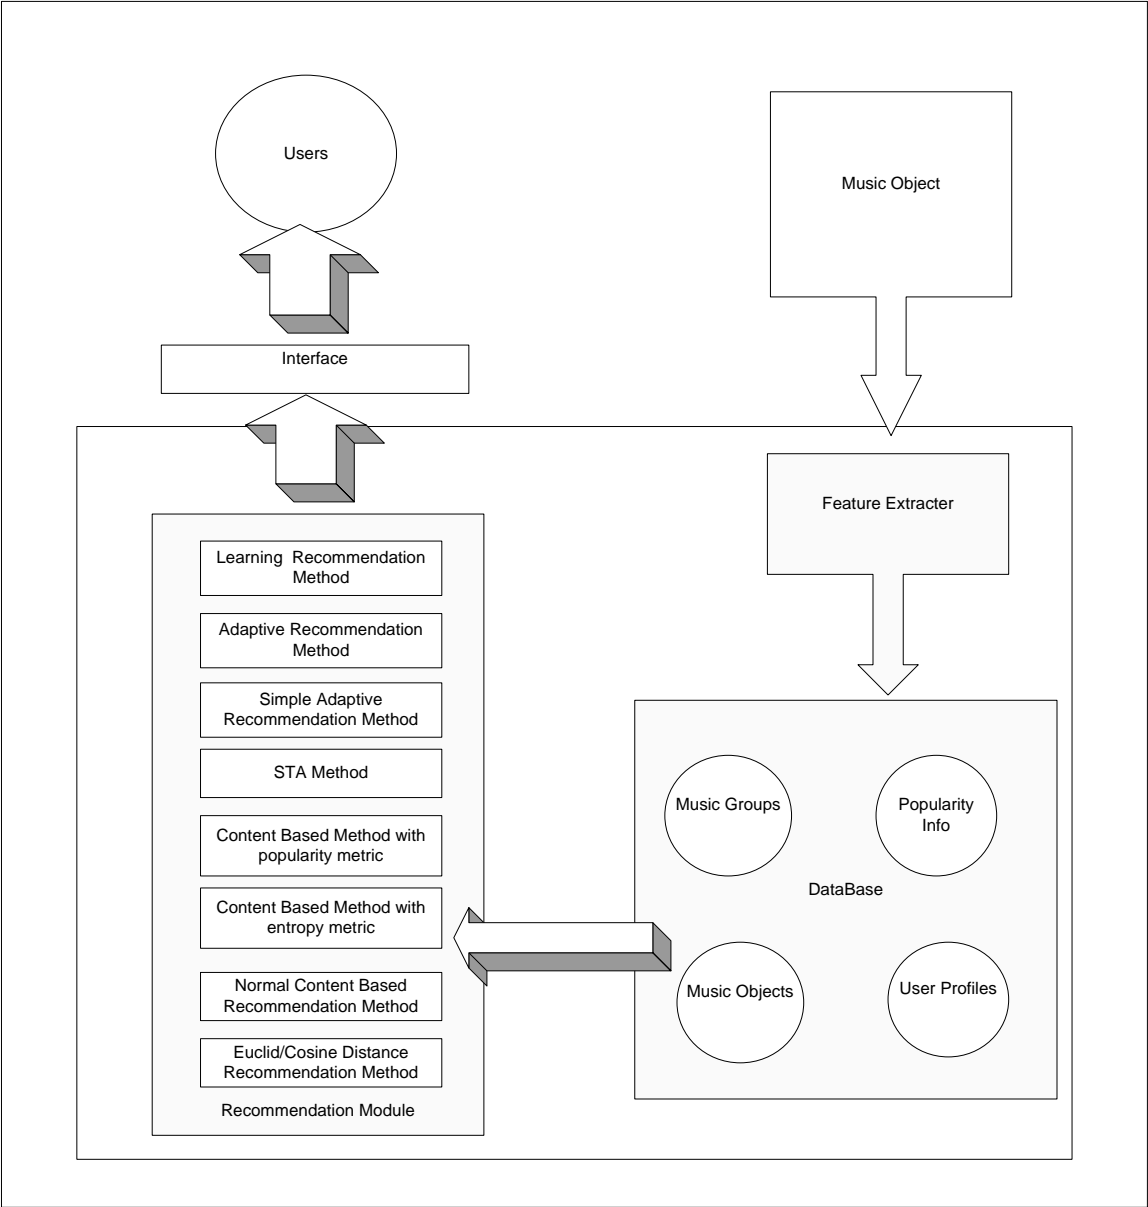 Users
Music Object
Interface
Feature Extracter
Learning  Recommendation
Method
Adaptive Recommendation
Method
Simple Adaptive
Recommendation Method
STA Method
Content Based Method with
popularity metric
Content Based Method with
entropy metric
Normal Content Based
Recommendation Method
Euclid/Cosine Distance
Recommendation Method
Recommendation Module
Music Groups
Popularity
Info
DataBase
Music Objects
User Profiles